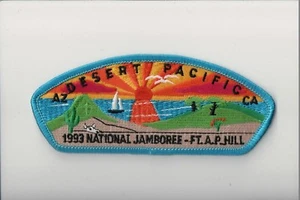 DESERT PACIFIC
AZ CA
1993 NATIONAL JAMBOREE - FT. A.P. HILL